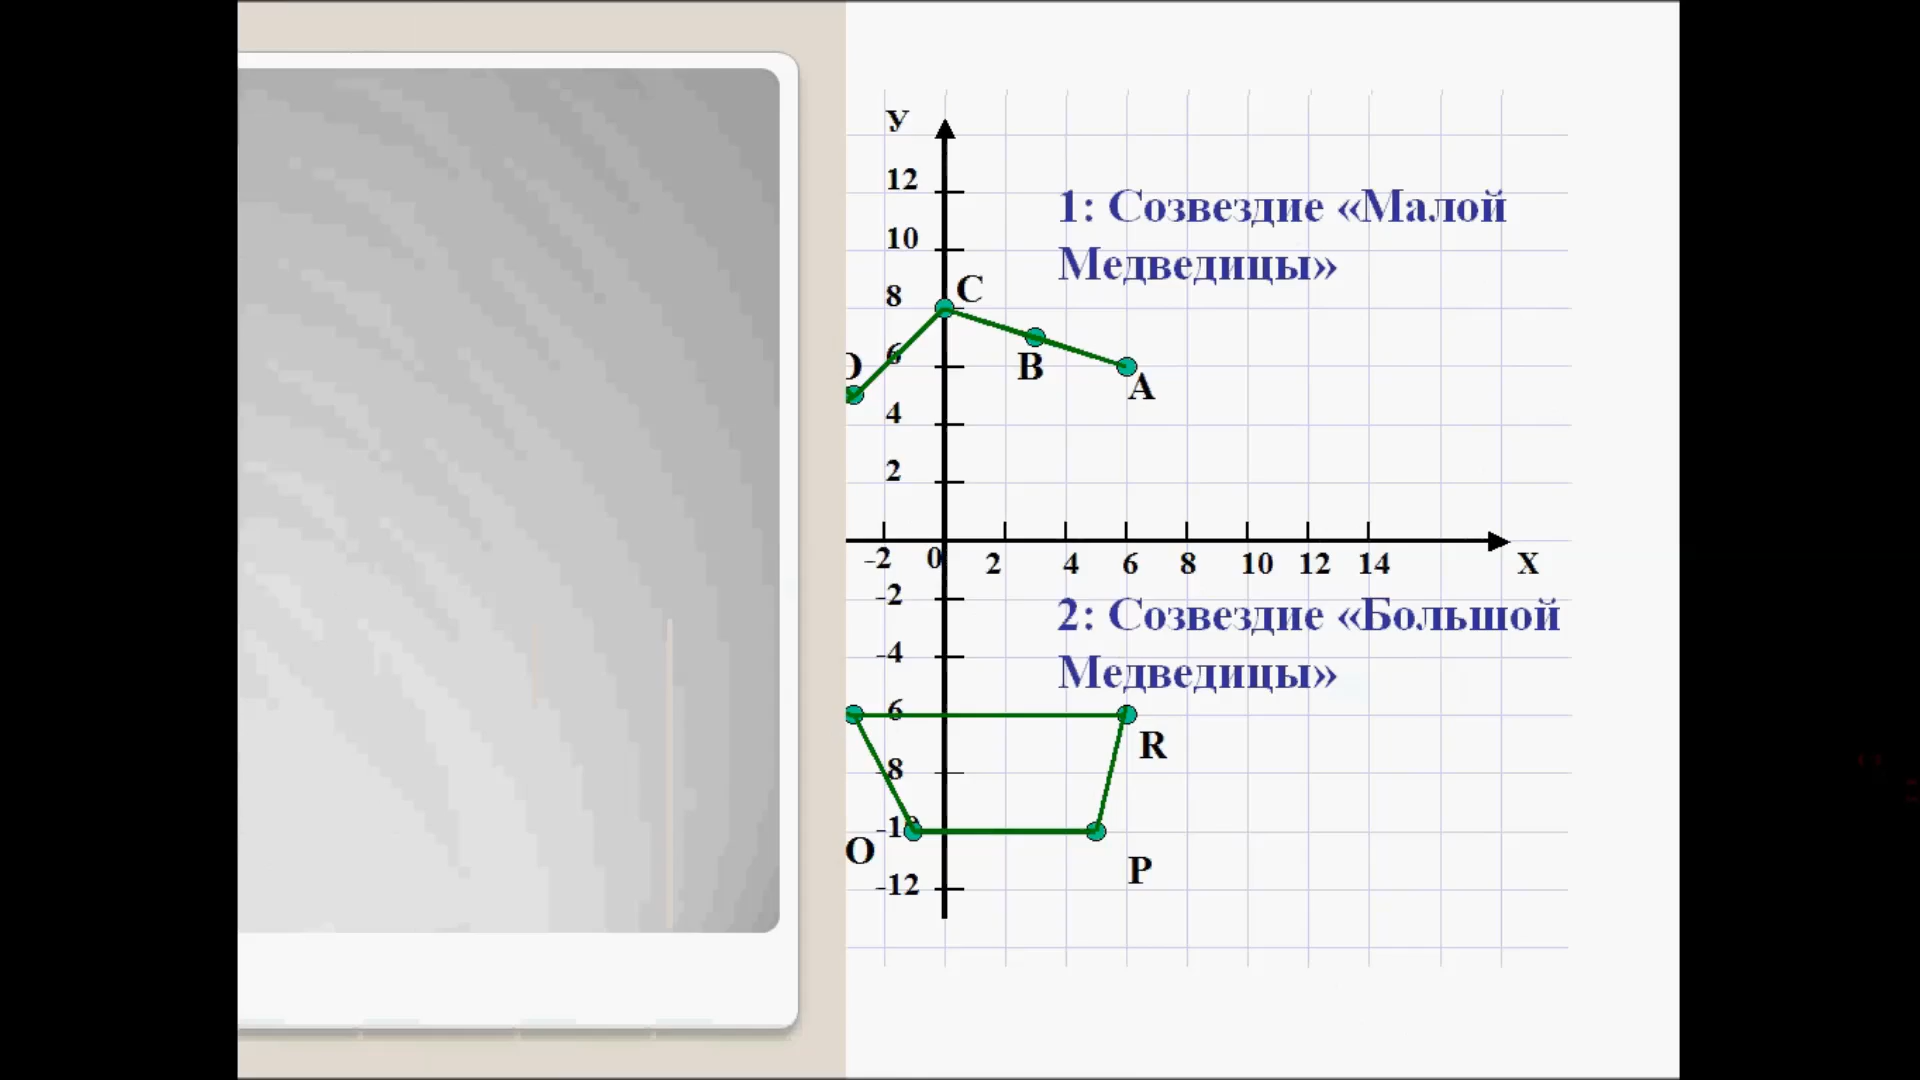 У
12
1: Созвездие «Малой
Медведицы»
10
C
8
6
B
A
4
2
-2
0
2
4
6
8
10
12
14
X
-2
2: Созвездие «Большой
Медведицы»
-4
6
R
-8
-10
O
P
-12